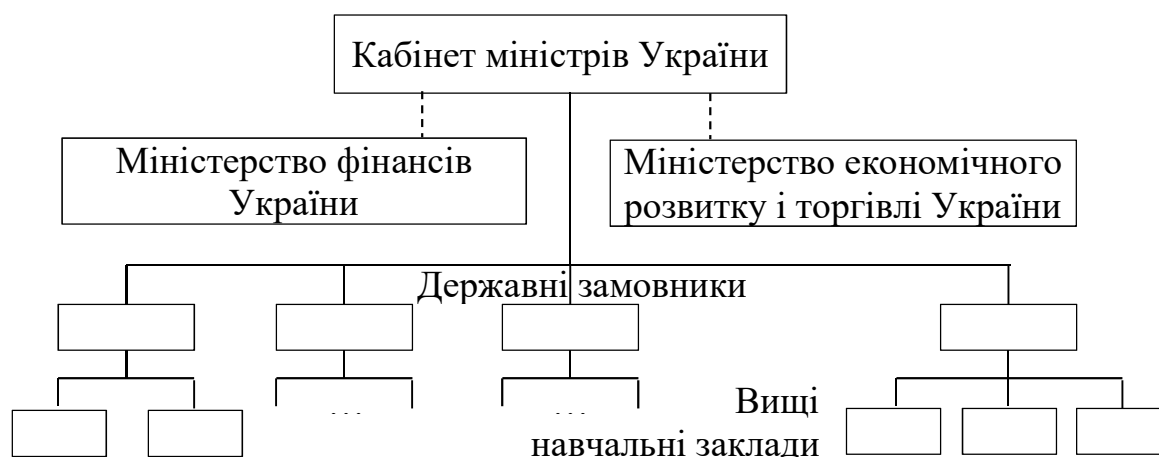 Кабінет міністрів України
Міністерство фінансів
України
Міністерство економічного
розвитку і торгівлі України
Державні замовники
...
...
Вищі
навчальні заклади